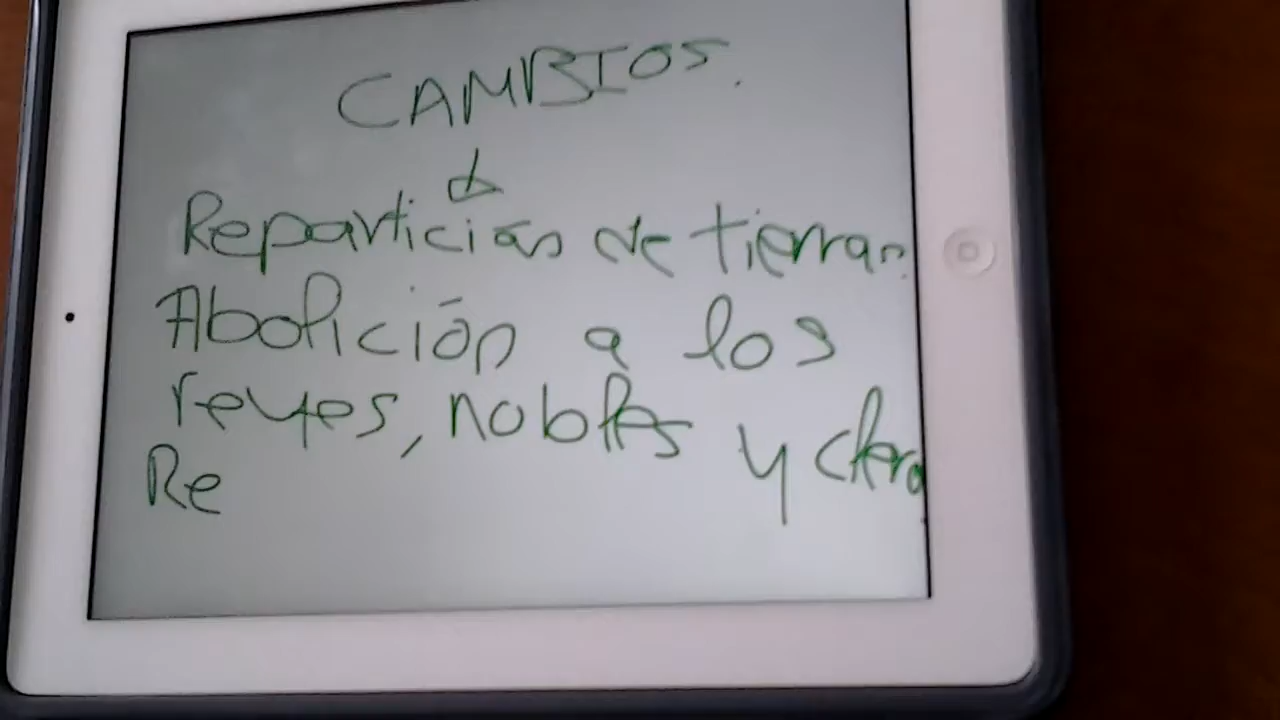 CAMBIOS.
Repartición de tierras.
Abolición a los
reyes, nobles y clero
Re